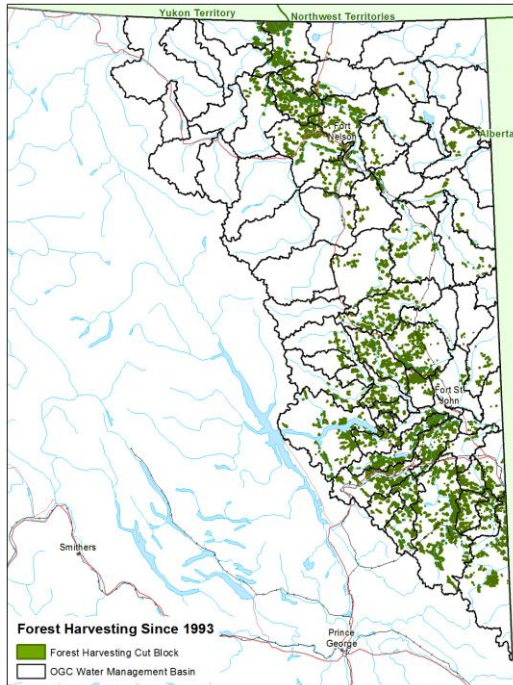 Yukon Territory
Northwest Territories
Fort
Nelson
Alberta
Fort St.
John
Smithers
Forest Harvesting Since 1993
Forest Harvesting Cut Block
OGC Water Management Basin
Prince
George